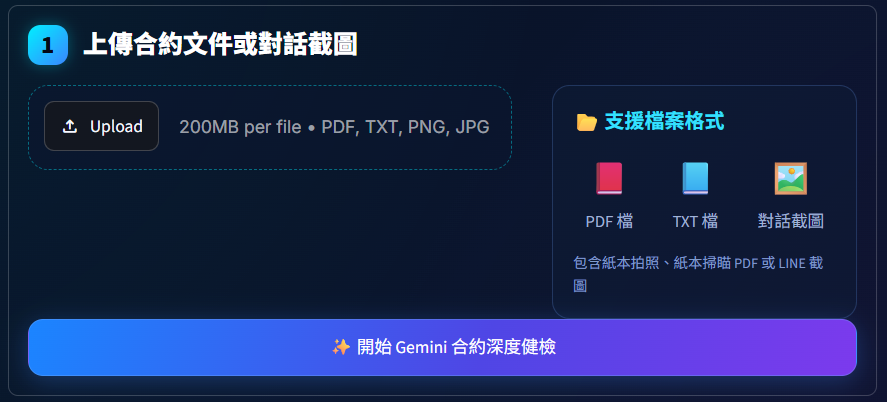 1 上傳合約文件或對話截圖
Upload
200MB per file • PDF, TXT, PNG, JPG
📂 支援檔案格式
PDF 檔
TXT 檔
對話截圖
包含紙本拍照、紙本掃瞄 PDF 或 LINE 截
圖
✨ 開始 Gemini 合約深度健檢